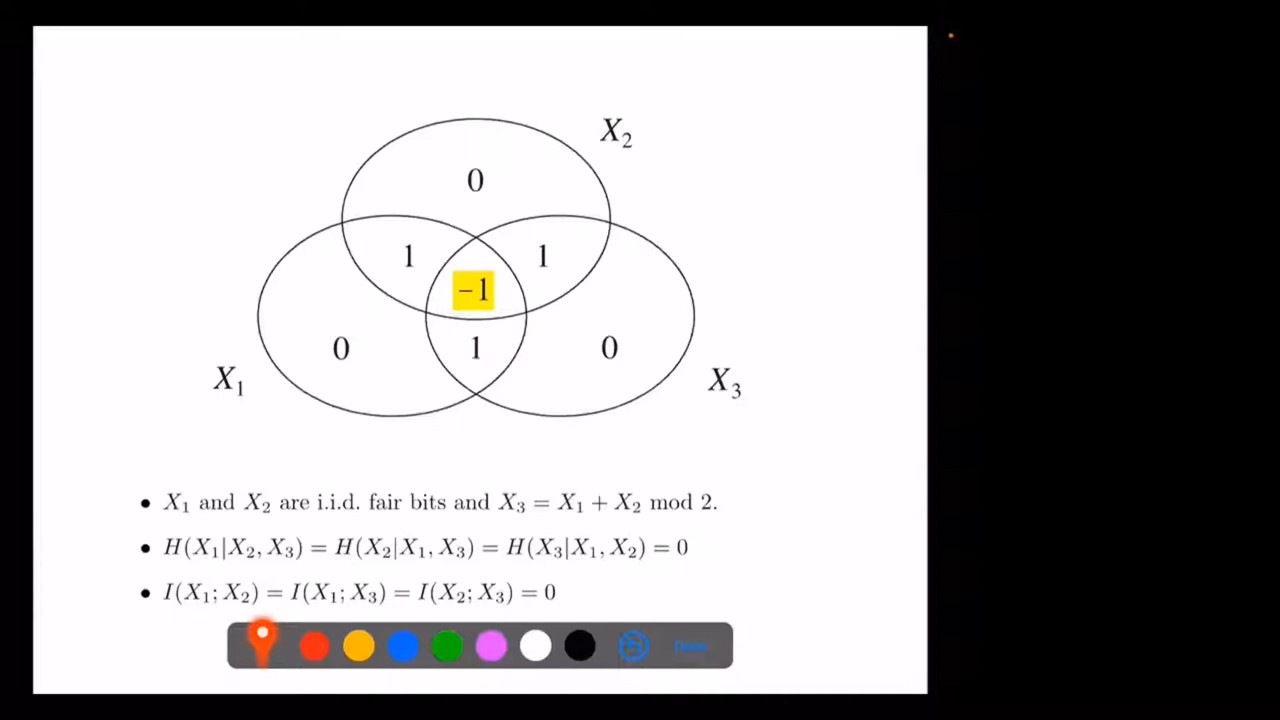 X₂
0
1 1
−1
0 1 0
X₁ X₃
• X₁ and X₂ are i.i.d. fair bits and X₃ = X₁ + X₂ mod 2.
• H(X₁|X₂, X₃) = H(X₂|X₁, X₃) = H(X₃|X₁, X₂) = 0
• I(X₁; X₂) = I(X₁; X₃) = I(X₂; X₃) = 0
Done